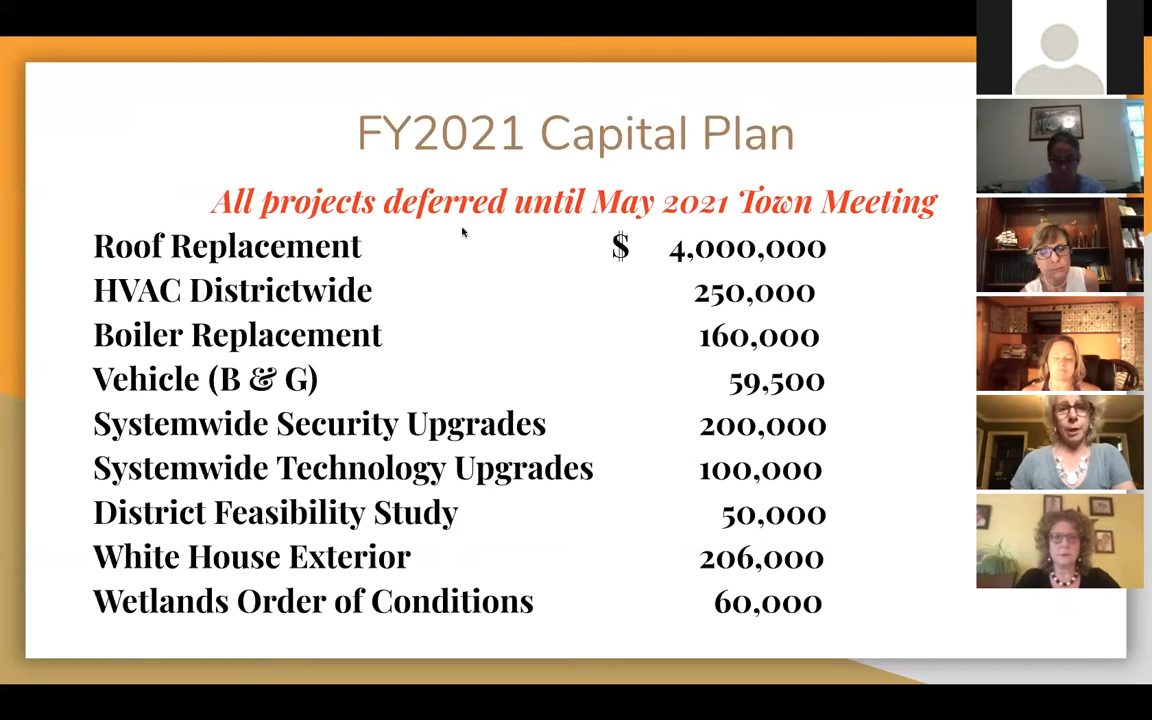 FY2021 Capital Plan
All projects deferred until May 2021 Town Meeting
Roof Replacement $ 4,000,000
HVAC Districtwide 250,000
Boiler Replacement 160,000
Vehicle (B & G) 59,500
Systemwide Security Upgrades 200,000
Systemwide Technology Upgrades 100,000
District Feasibility Study 50,000
White House Exterior 206,000
Wetlands Order of Conditions 60,000